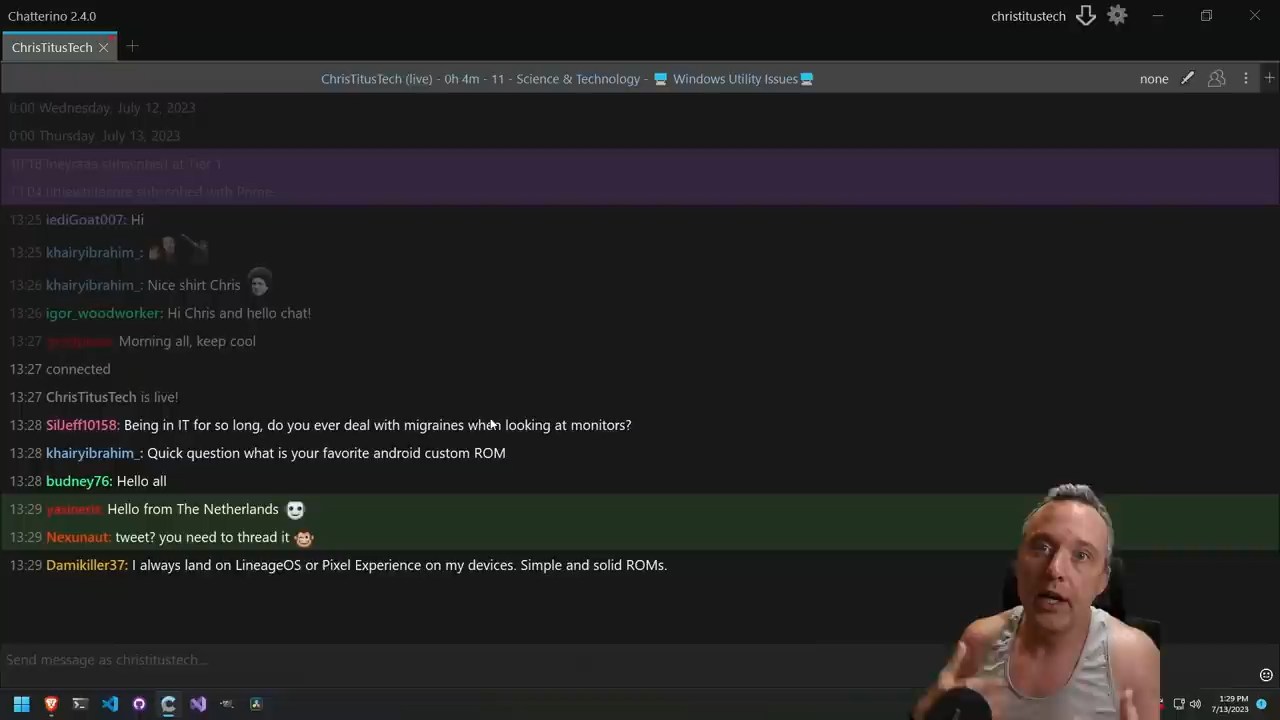 Chatterino 2.4.0
christitustech
ChrisTitusTech
ChrisTitusTech (live) - 0h 4m - 11 - Science & Technology - 🖥️ Windows Utility Issues🖥️
none
0:00 Wednesday, July 12, 2023
0:00 Thursday, July 13, 2023
subscribed at Tier 1
subscribed with Prime.
13:25 jediGoat007: Hi
13:25 khairyibrahim_:
13:26 khairyibrahim_: Nice shirt Chris
13:26 igor_woodworker: Hi Chris and hello chat!
13:27 Morning all, keep cool
13:27 connected
13:27 ChrisTitusTech is live!
13:28 SilJeff10158: Being in IT for so long, do you ever deal with migraines when looking at monitors?
13:28 khairyibrahim_: Quick question what is your favorite android custom ROM
13:28 budney76: Hello all
13:29 Hello from The Netherlands
13:29 Nexunaut: tweet? you need to thread it
13:29 Damikiller37: I always land on LineageOS or Pixel Experience on my devices. Simple and solid ROMs.
Send message as christitustech...
1:29 PM
7/13/2023